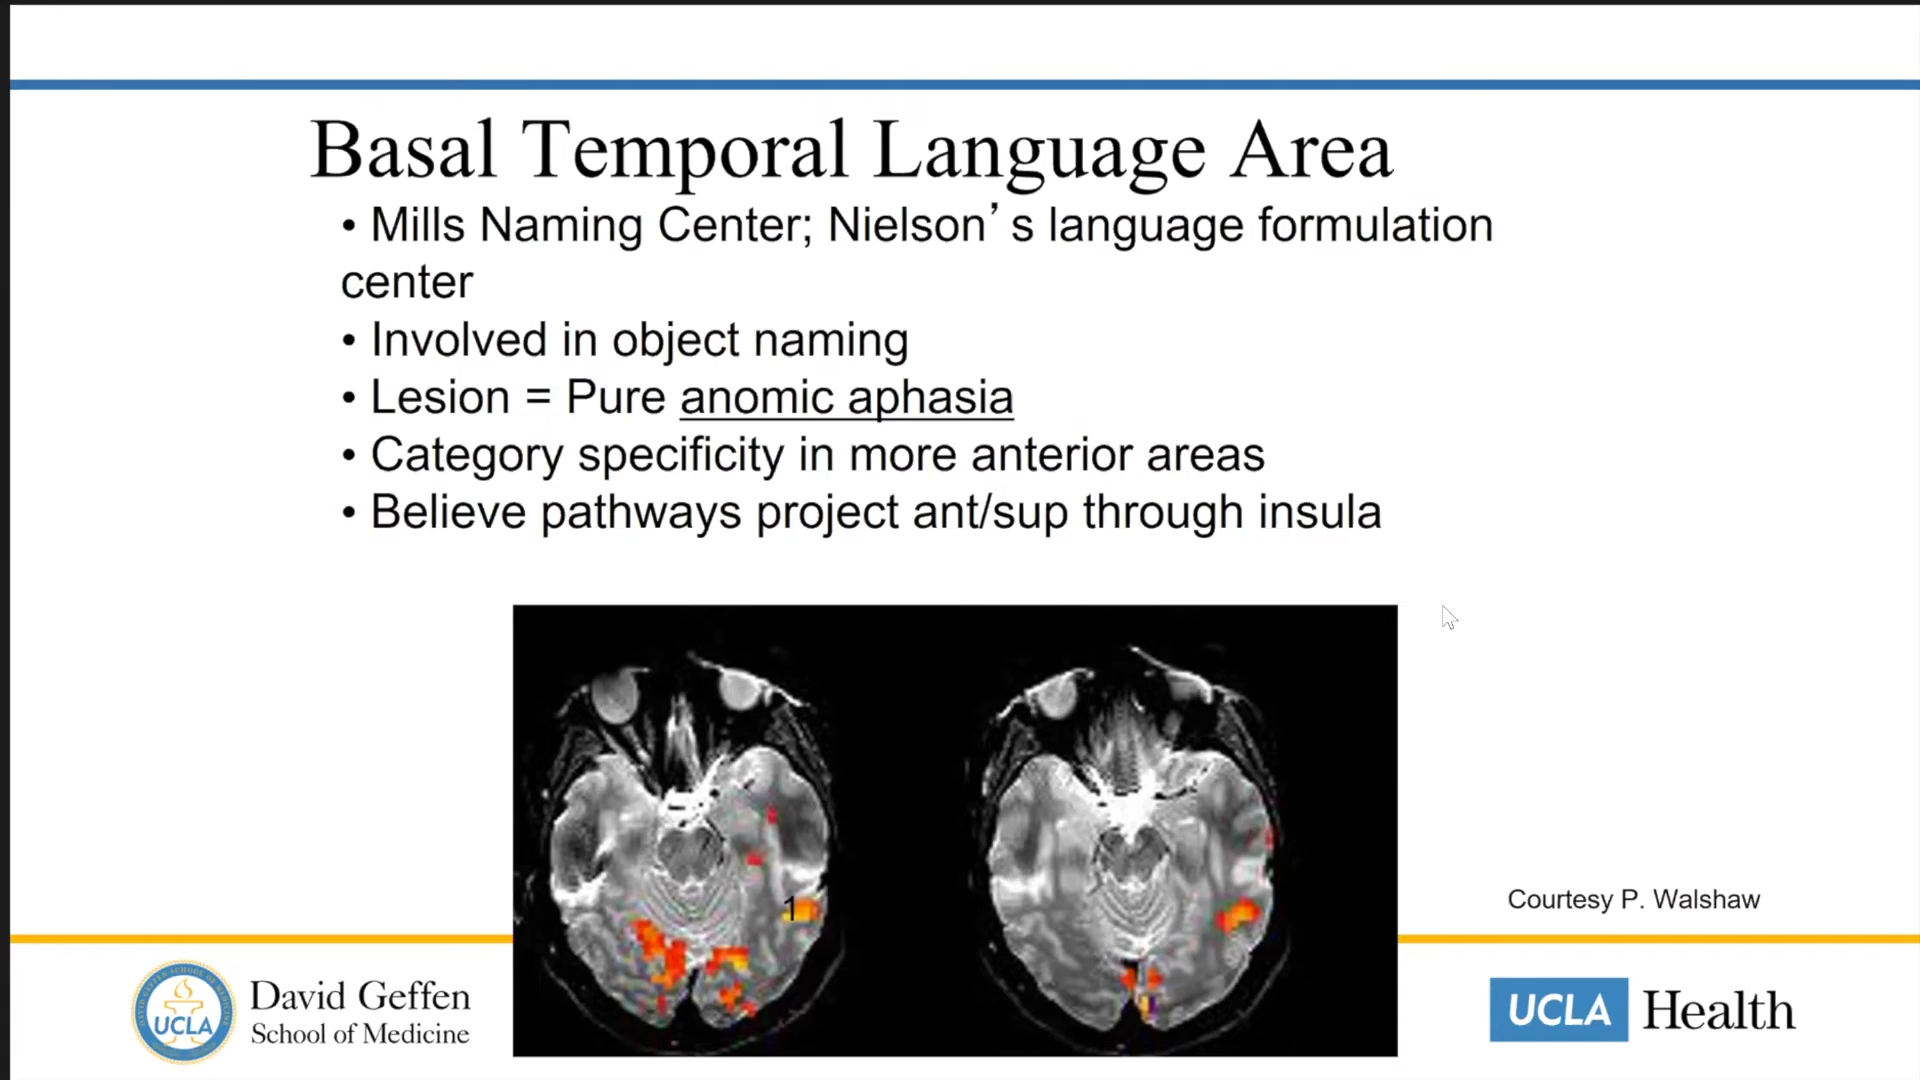 Basal Temporal Language Area
• Mills Naming Center; Nielson’s language formulation
center
• Involved in object naming
• Lesion = Pure anomic aphasia
• Category specificity in more anterior areas
• Believe pathways project ant/sup through insula
1
Courtesy P. Walshaw
UCLA
David Geffen
School of Medicine
UCLA Health